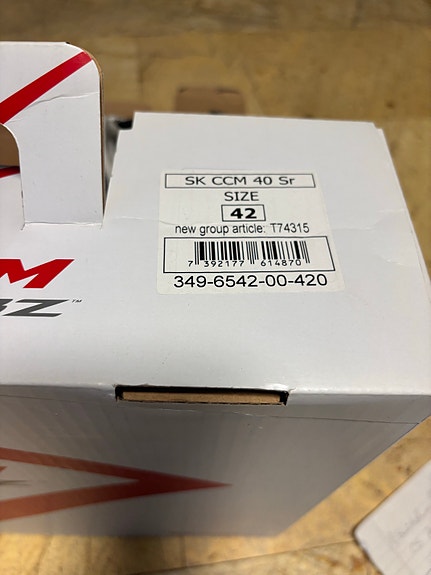 SK CCM 40 Sr
SIZE
42
new group article: T74315
7 392177 614870
349-6542-00-420